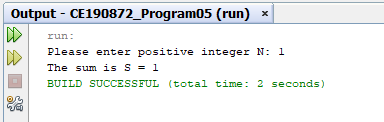 Output - CE190872_Program05 (run) ×
run:
Please enter positive integer N: 1
The sum is S = 1
BUILD SUCCESSFUL (total time: 2 seconds)